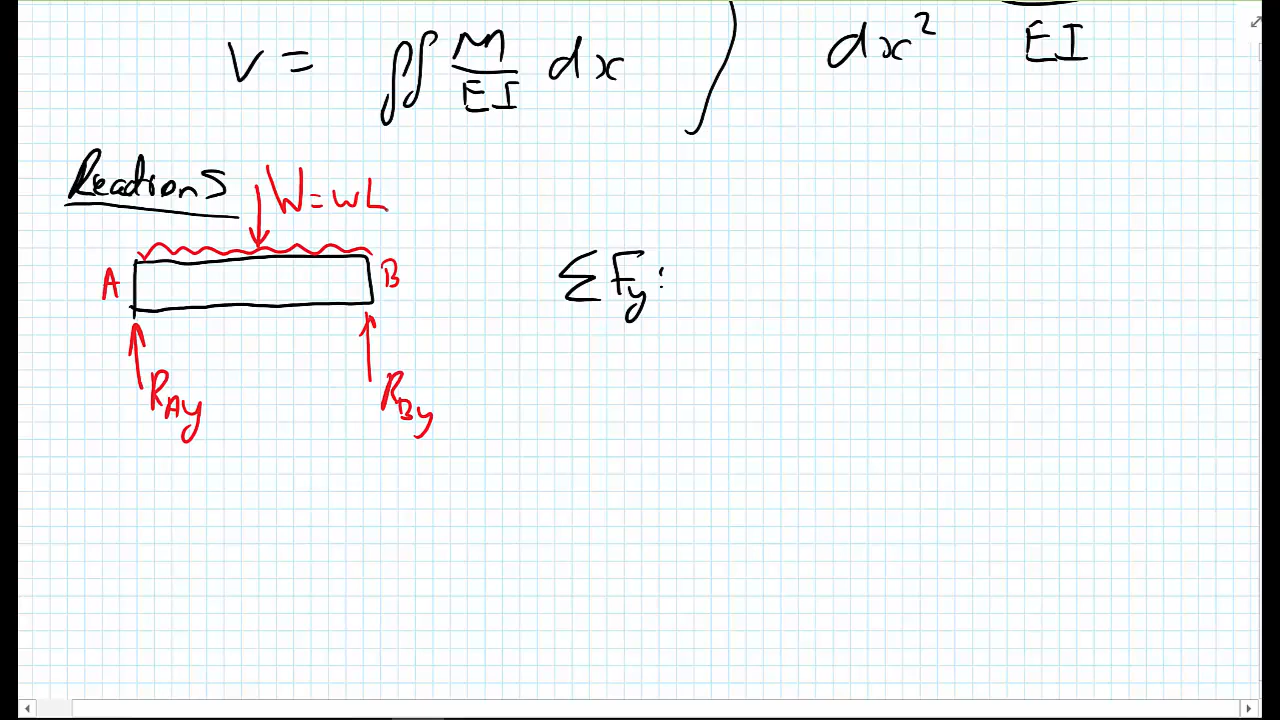 V = ∬ M/EI dx ) dx² EI
Reactions
W = wL
A B
ΣFy:
RAy RBy